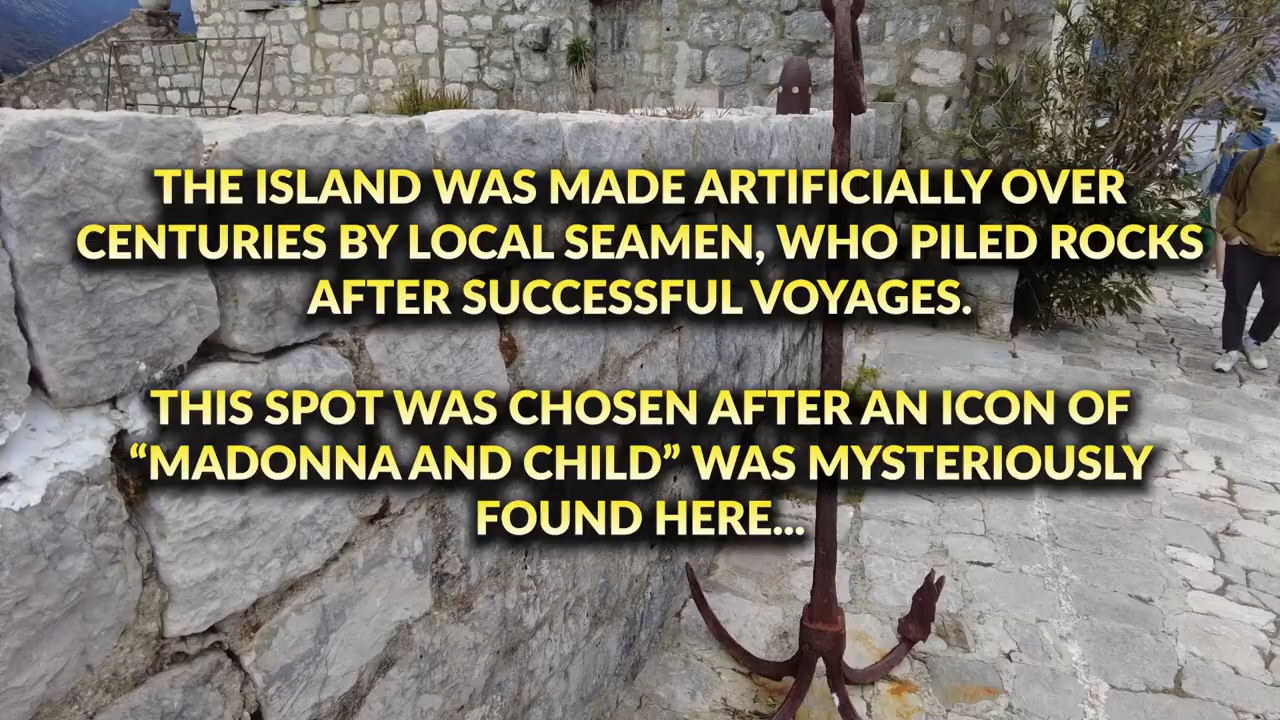 THE ISLAND WAS MADE ARTIFICIALLY OVER
CENTURIES BY LOCAL SEAMEN, WHO PILED ROCKS
AFTER SUCCESSFUL VOYAGES.
THIS SPOT WAS CHOSEN AFTER AN ICON OF
“MADONNA AND CHILD” WAS MYSTERIOUSLY
FOUND HERE...